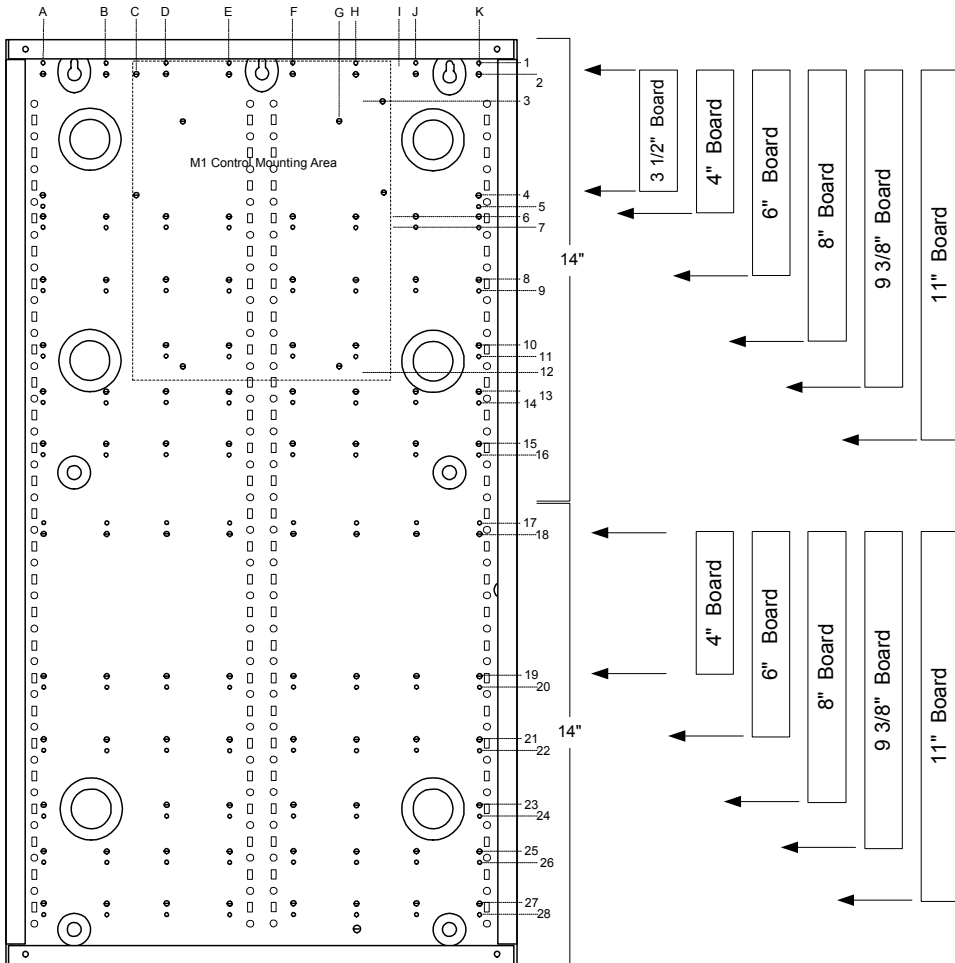 A B C D E F G H I J K
1
2
3
M1 Control Mounting Area
4
5
6
7
8
9
10
11
12
13
14
15
16
17
18
19
20
21
22
23
24
25
26
27
28
14"
14"
3 1/2" Board
4" Board
6" Board
8" Board
9 3/8" Board
11" Board
4" Board
6" Board
8" Board
9 3/8" Board
11" Board